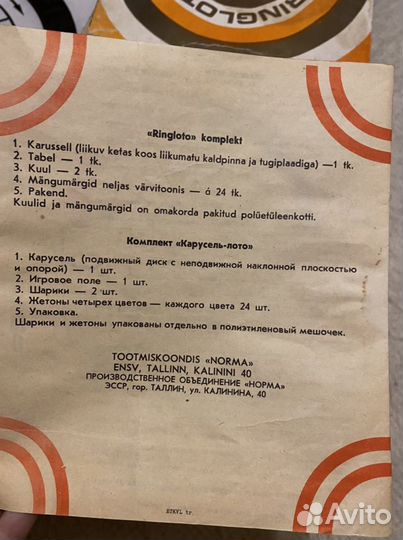 RINGLOT
«Ringloto» komplekt
1. Karussell (liikuv ketas koos liikumatu kaldpinna ja tugiplaadiga) —1 tk.
2. Tabel — 1 tk.
3. Kuul — 2 tk.
4. Mängumärgid neljas värvitoonis — á 24 tk.
5. Pakend.
Kuulid ja mängumärgid on omakorda pakitud polüetüleenkotti.
Комплект «Карусель-лото»
1. Карусель (подвижный диск с неподвижной наклонной плоскостью
и опорой) — 1 шт.
2. Игровое поле — 1 шт.
3. Шарики — 2 шт.
4. Жетоны четырех цветов — каждого цвета 24 шт.
5. Упаковка.
Шарики и жетоны упакованы отдельно в полиэтиленовый мешочек.
TOOTMISKOONDIS «NORMA»
ENSV, TALLINN, KALININI 40
ПРОИЗВОДСТВЕННОЕ ОБЪЕДИНЕНИЕ «НОРМА»
ЭССР, гор. ТАЛЛИН, ул. КАЛИНИНА, 40
Avito